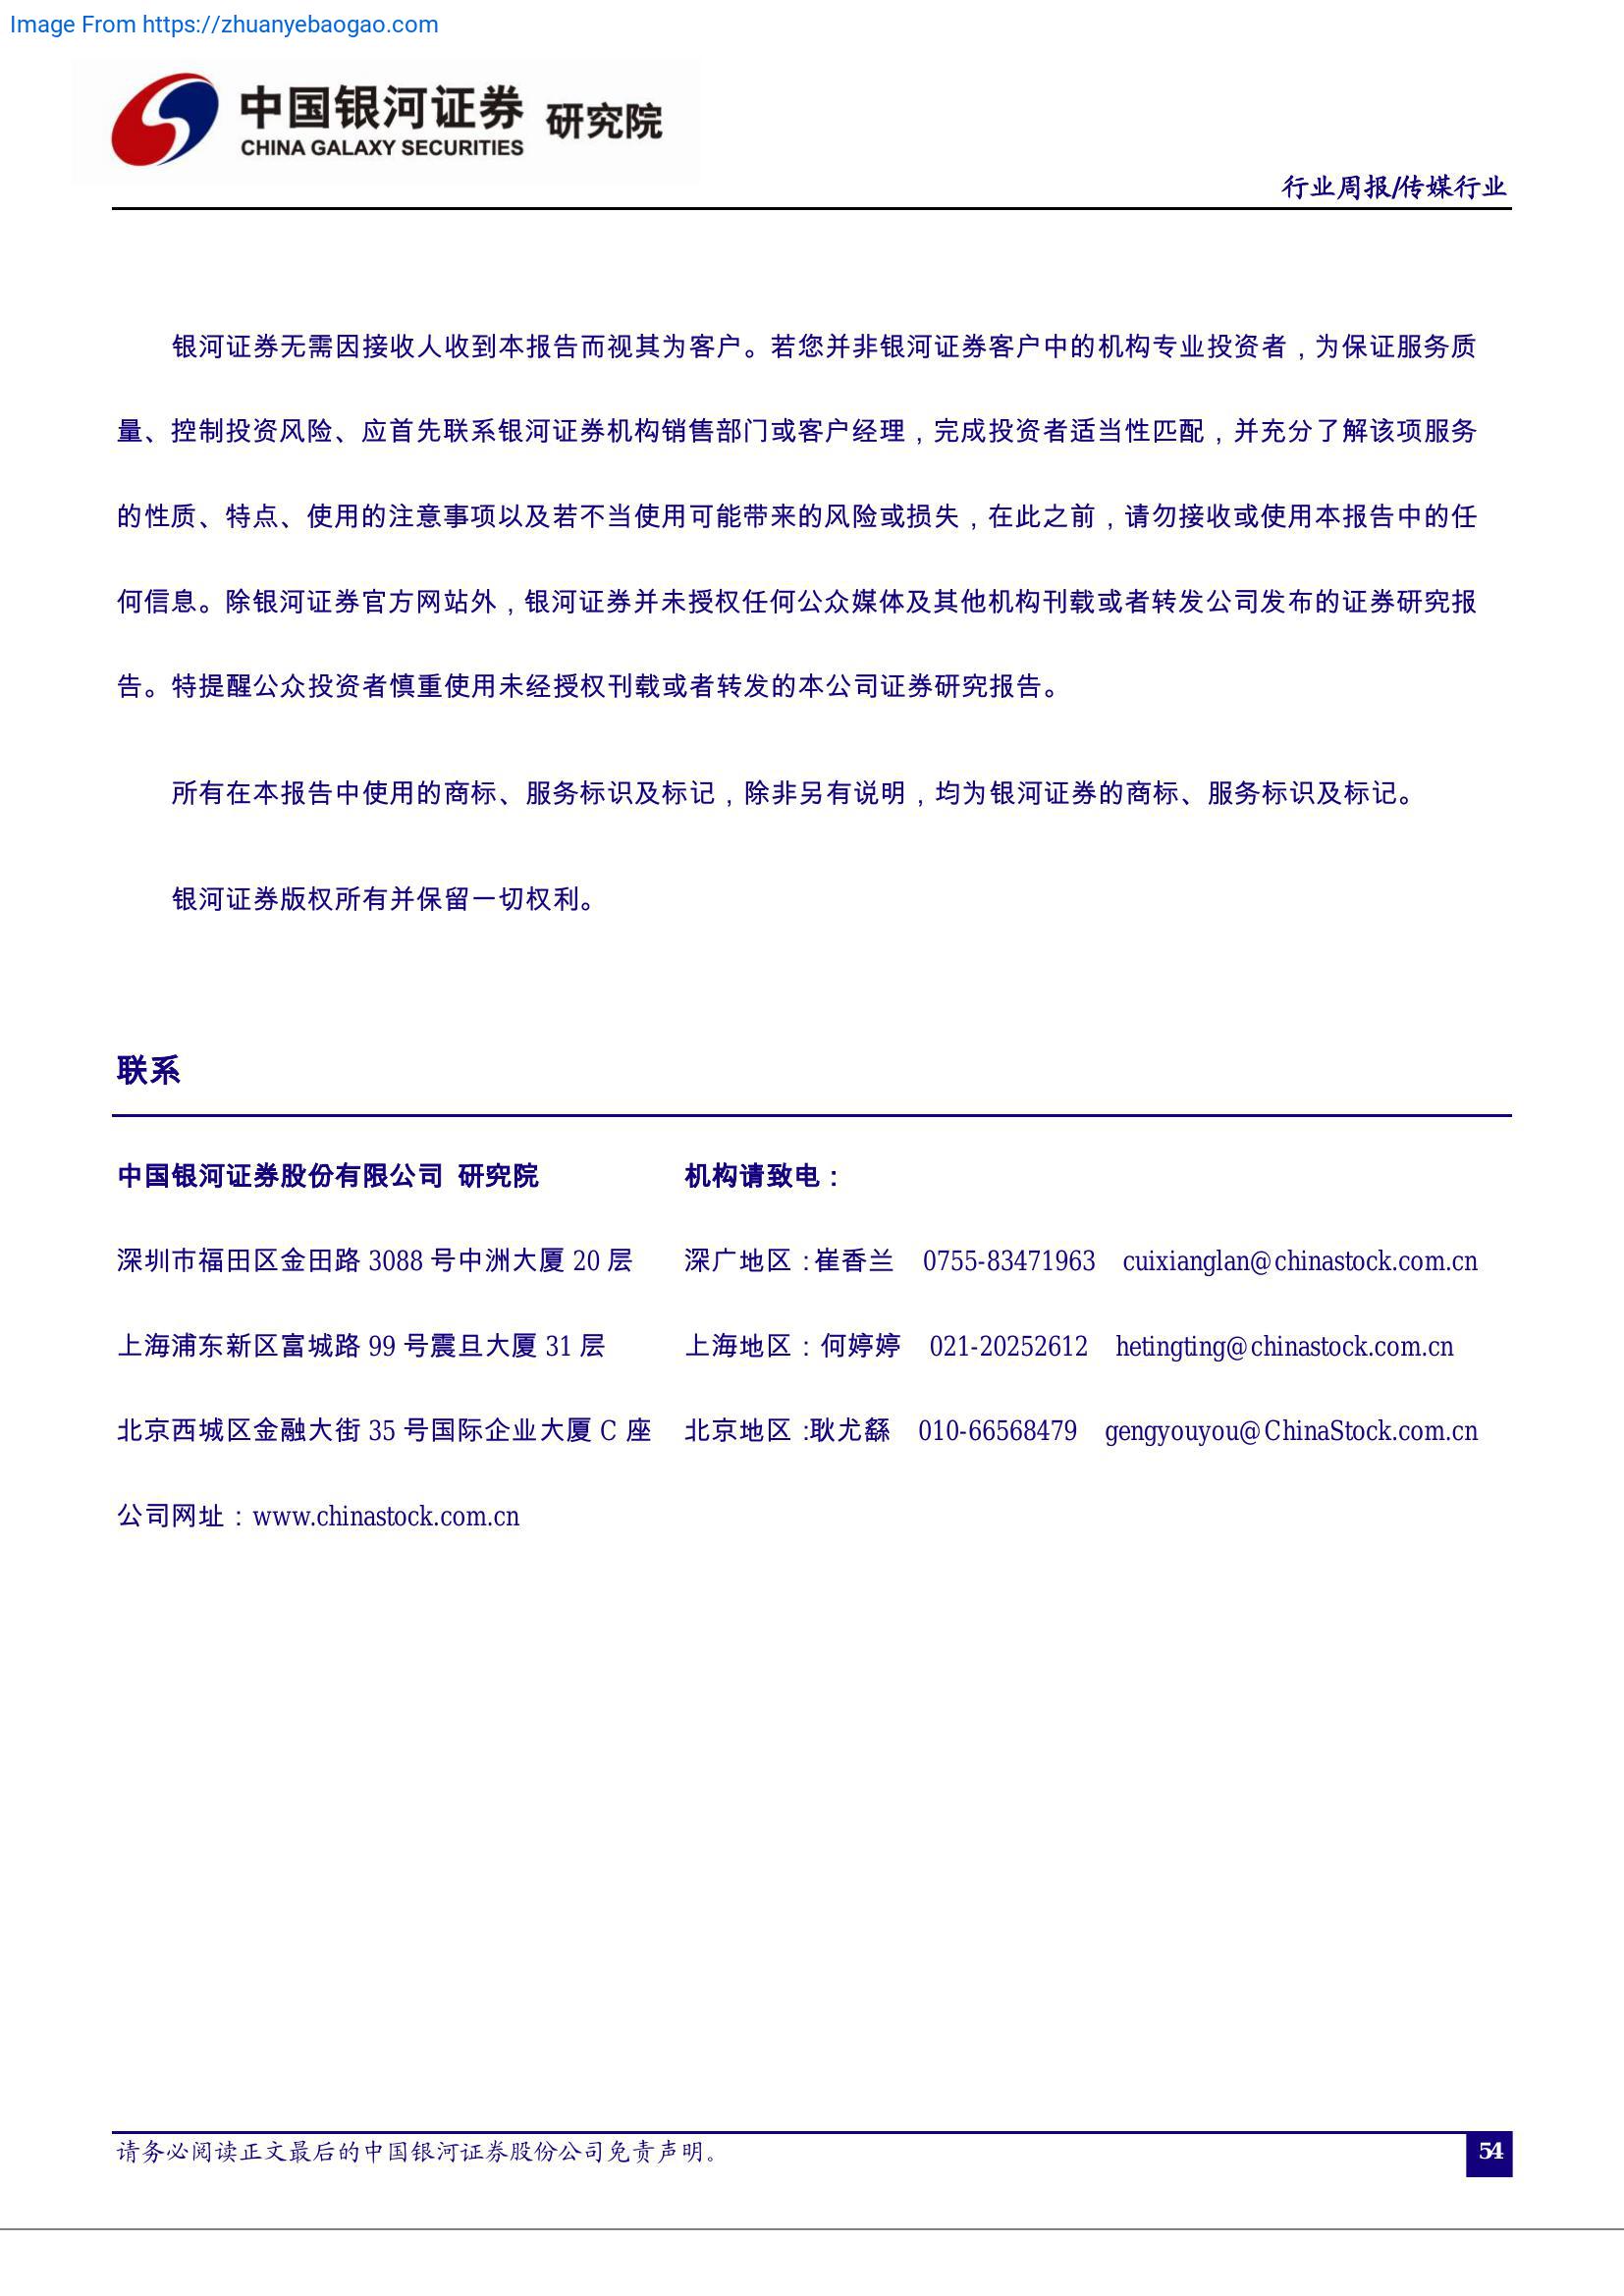 Image From https://zhuanyebaogao.com
中国银河证券 研究院
CHINA GALAXY SECURITIES
行业周报/传媒行业
银河证券无需因接收人收到本报告而视其为客户。若您并非银河证券客户中的机构专业投资者，为保证服务质
量、控制投资风险、应首先联系银河证券机构销售部门或客户经理，完成投资者适当性匹配，并充分了解该项服务
的性质、特点、使用的注意事项以及若不当使用可能带来的风险或损失，在此之前，请勿接收或使用本报告中的任
何信息。除银河证券官方网站外，银河证券并未授权任何公众媒体及其他机构刊载或者转发公司发布的证券研究报
告。特提醒公众投资者慎重使用未经授权刊载或者转发的本公司证券研究报告。
所有在本报告中使用的商标、服务标识及标记，除非另有说明，均为银河证券的商标、服务标识及标记。
银河证券版权所有并保留一切权利。
联系
中国银河证券股份有限公司 研究院 机构请致电：
深圳市福田区金田路 3088 号中洲大厦 20 层 深广地区：崔香兰 0755-83471963 cuixianglan@chinastock.com.cn
上海浦东新区富城路 99 号震旦大厦 31 层 上海地区：何婷婷 021-20252612 hetingting@chinastock.com.cn
北京西城区金融大街 35 号国际企业大厦 C 座 北京地区：耿尤繇 010-66568479 gengyouyou@ChinaStock.com.cn
公司网址：www.chinastock.com.cn
请务必阅读正文最后的中国银河证券股份公司免责声明。
54